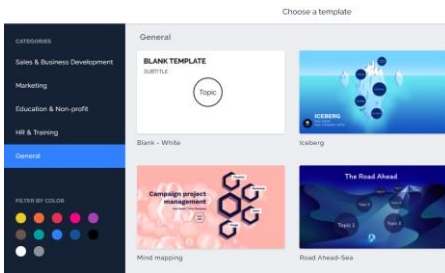 Choose a template
CATEGORIES
Sales & Business Development
Marketing
Education & Non-profit
HR & Training
General
FILTER BY COLOR
General
BLANK TEMPLATE
SUBTITLE
Topic
Blank - White
ICEBERG
Iceberg
Campaign project
management
Mind mapping
The Road Ahead
Topic 1
Topic 2
Topic 3
Road Ahead-Sea